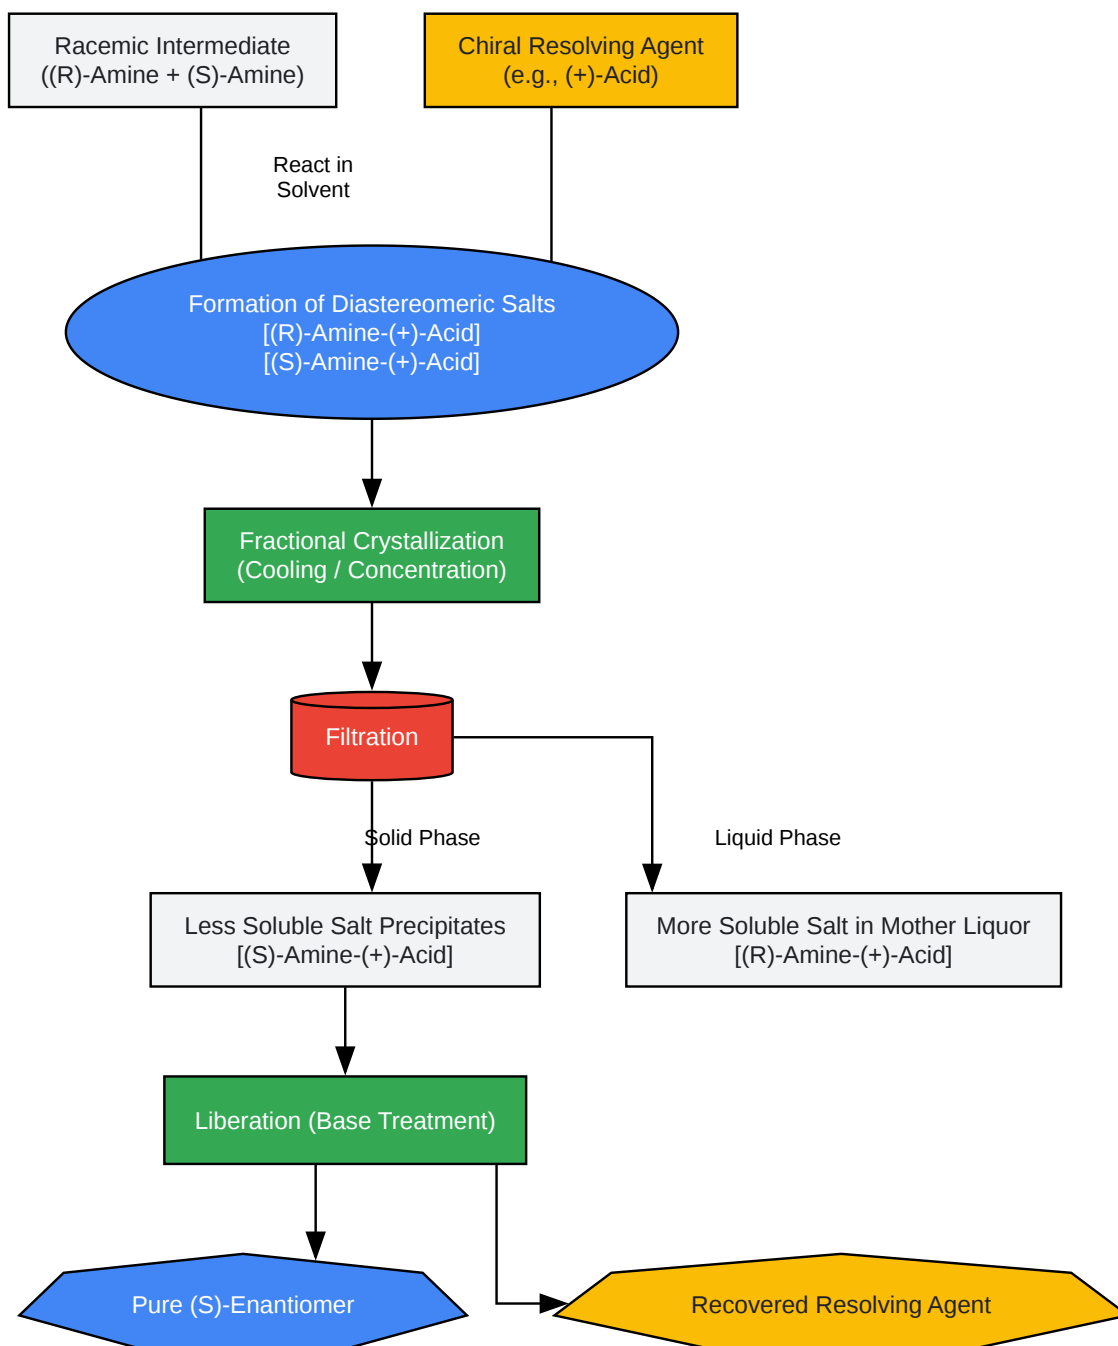 Racemic Intermediate
((R)-Amine + (S)-Amine)
Chiral Resolving Agent
(e.g., (+)-Acid)
React in
Solvent
Formation of Diastereomeric Salts
[(R)-Amine-(+)-Acid]
[(S)-Amine-(+)-Acid]
Fractional Crystallization
(Cooling / Concentration)
Filtration
Solid Phase
Liquid Phase
Less Soluble Salt Precipitates
[(S)-Amine-(+)-Acid]
More Soluble Salt in Mother Liquor
[(R)-Amine-(+)-Acid]
Liberation (Base Treatment)
Pure (S)-Enantiomer
Recovered Resolving Agent